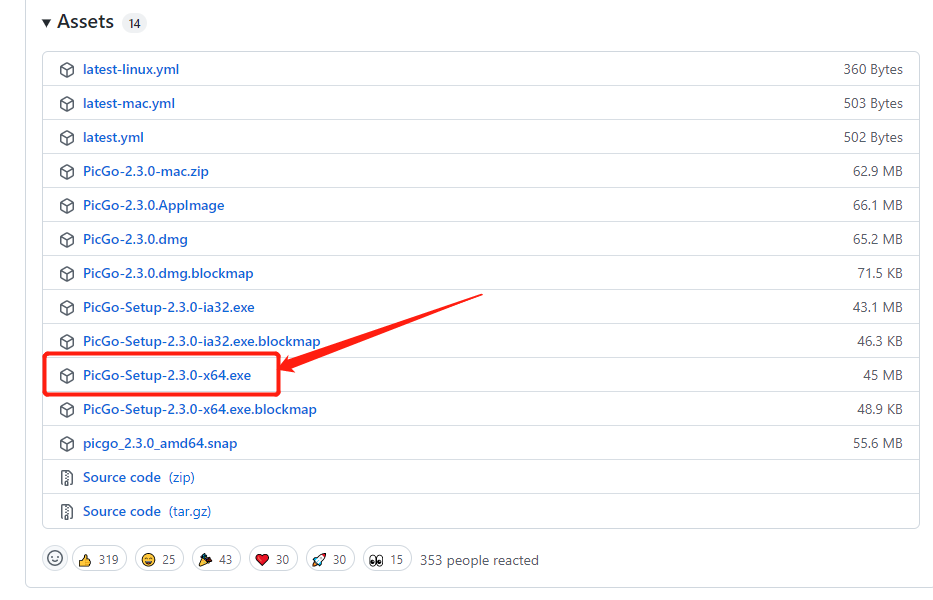 Assets 14
latest-linux.yml 360 Bytes
latest-mac.yml 503 Bytes
latest.yml 502 Bytes
PicGo-2.3.0-mac.zip 62.9 MB
PicGo-2.3.0.AppImage 66.1 MB
PicGo-2.3.0.dmg 65.2 MB
PicGo-2.3.0.dmg.blockmap 71.5 KB
PicGo-Setup-2.3.0-ia32.exe 43.1 MB
PicGo-Setup-2.3.0-ia32.exe.blockmap 46.3 KB
PicGo-Setup-2.3.0-x64.exe 45 MB
PicGo-Setup-2.3.0-x64.exe.blockmap 48.9 KB
picgo_2.3.0_amd64.snap 55.6 MB
Source code (zip)
Source code (tar.gz)
319 25 43 30 30 15 353 people reacted